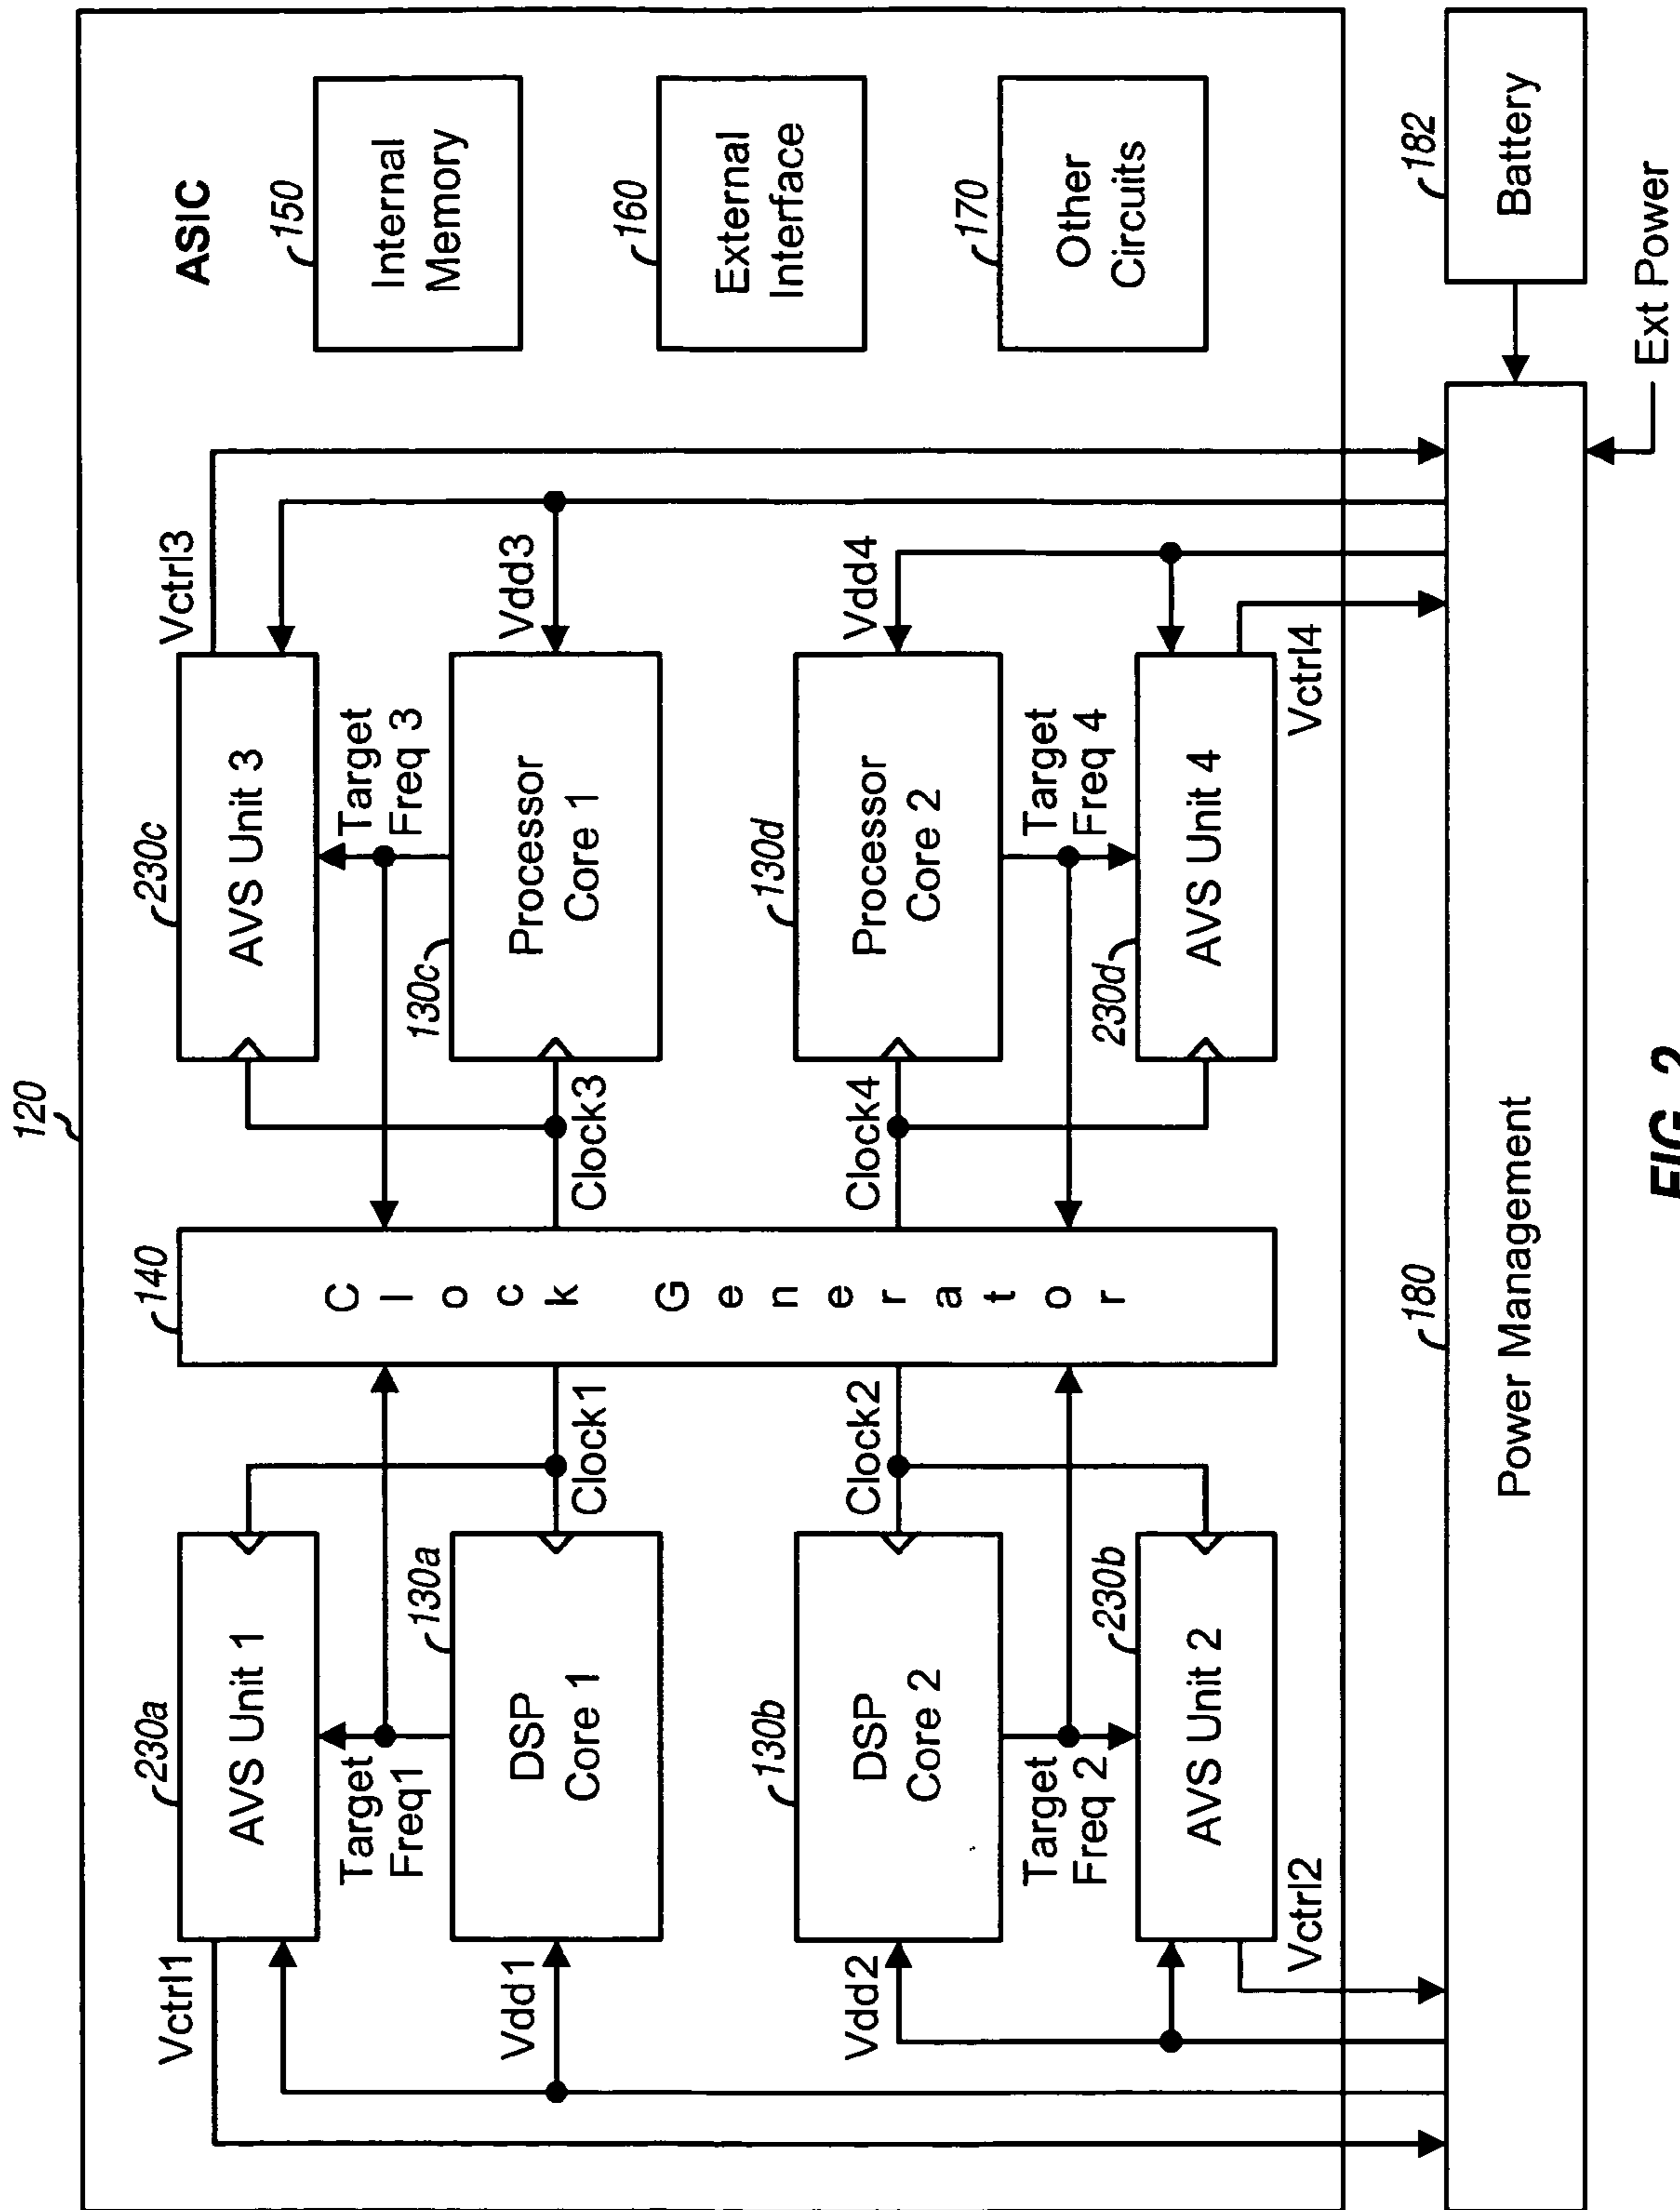 120
ASIC
230a
AVS Unit 1
140
230c
AVS Unit 3
150
Internal
Memory
Vctrl1
Vctrl3
Target
Freq1
Target
Freq 3
130a
DSP
Core 1
130c
Processor
Core 1
Vdd1
Clock1
Clock3
Vdd3
Clock Generator
160
External
Interface
130b
DSP
Core 2
130d
Processor
Core 2
Vdd2
Clock2
Clock4
Vdd4
170
Other
Circuits
Target
Freq 2
Target
Freq 4
230b
AVS Unit 2
230d
AVS Unit 4
Vctrl2
Vctrl4
180
Power Management
182
Battery
Ext Power
FIG. 2